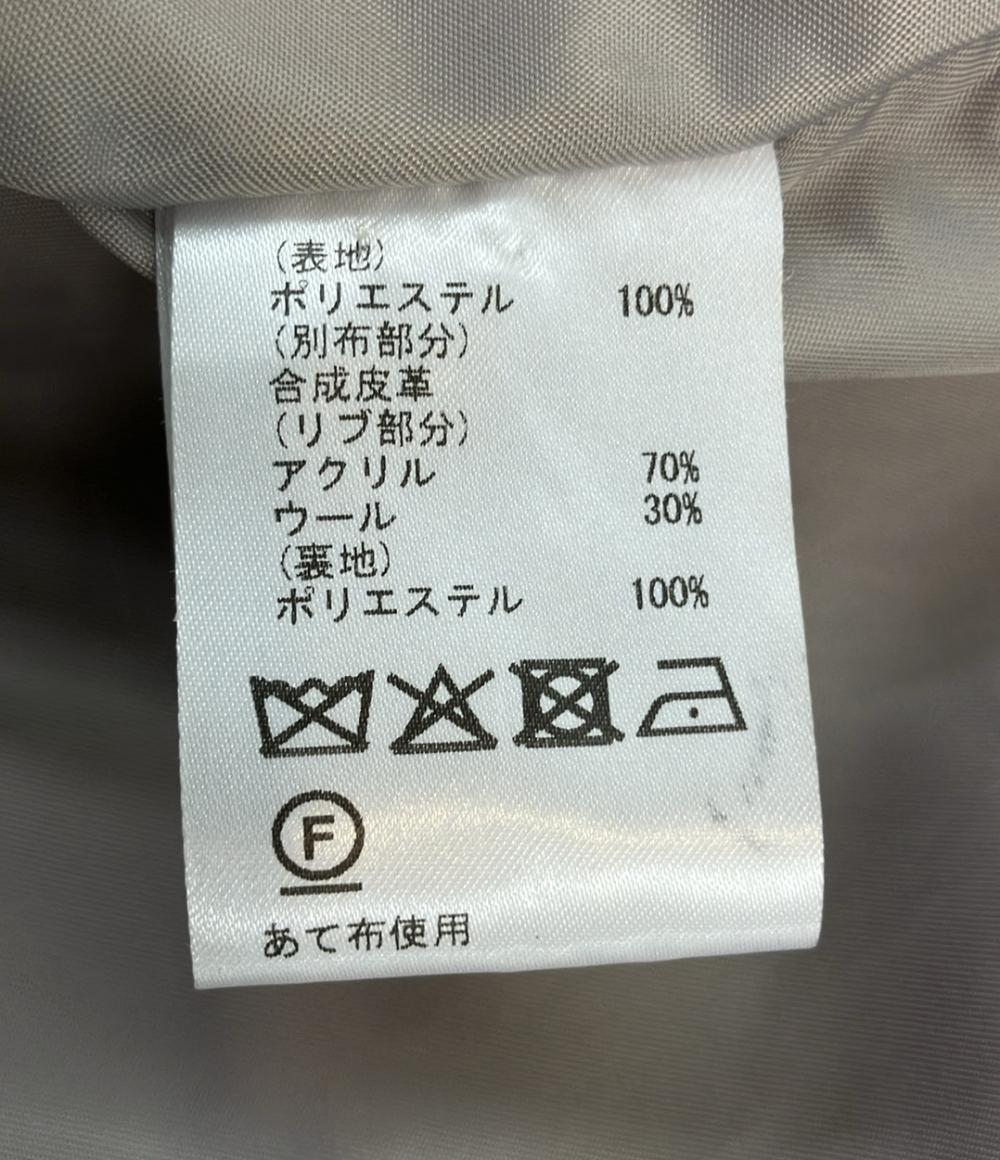 (表地)
ポリエステル 100%
(別布部分)
合成皮革
(リブ部分)
アクリル 70%
ウール 30%
(裏地)
ポリエステル 100%
F
あて布使用